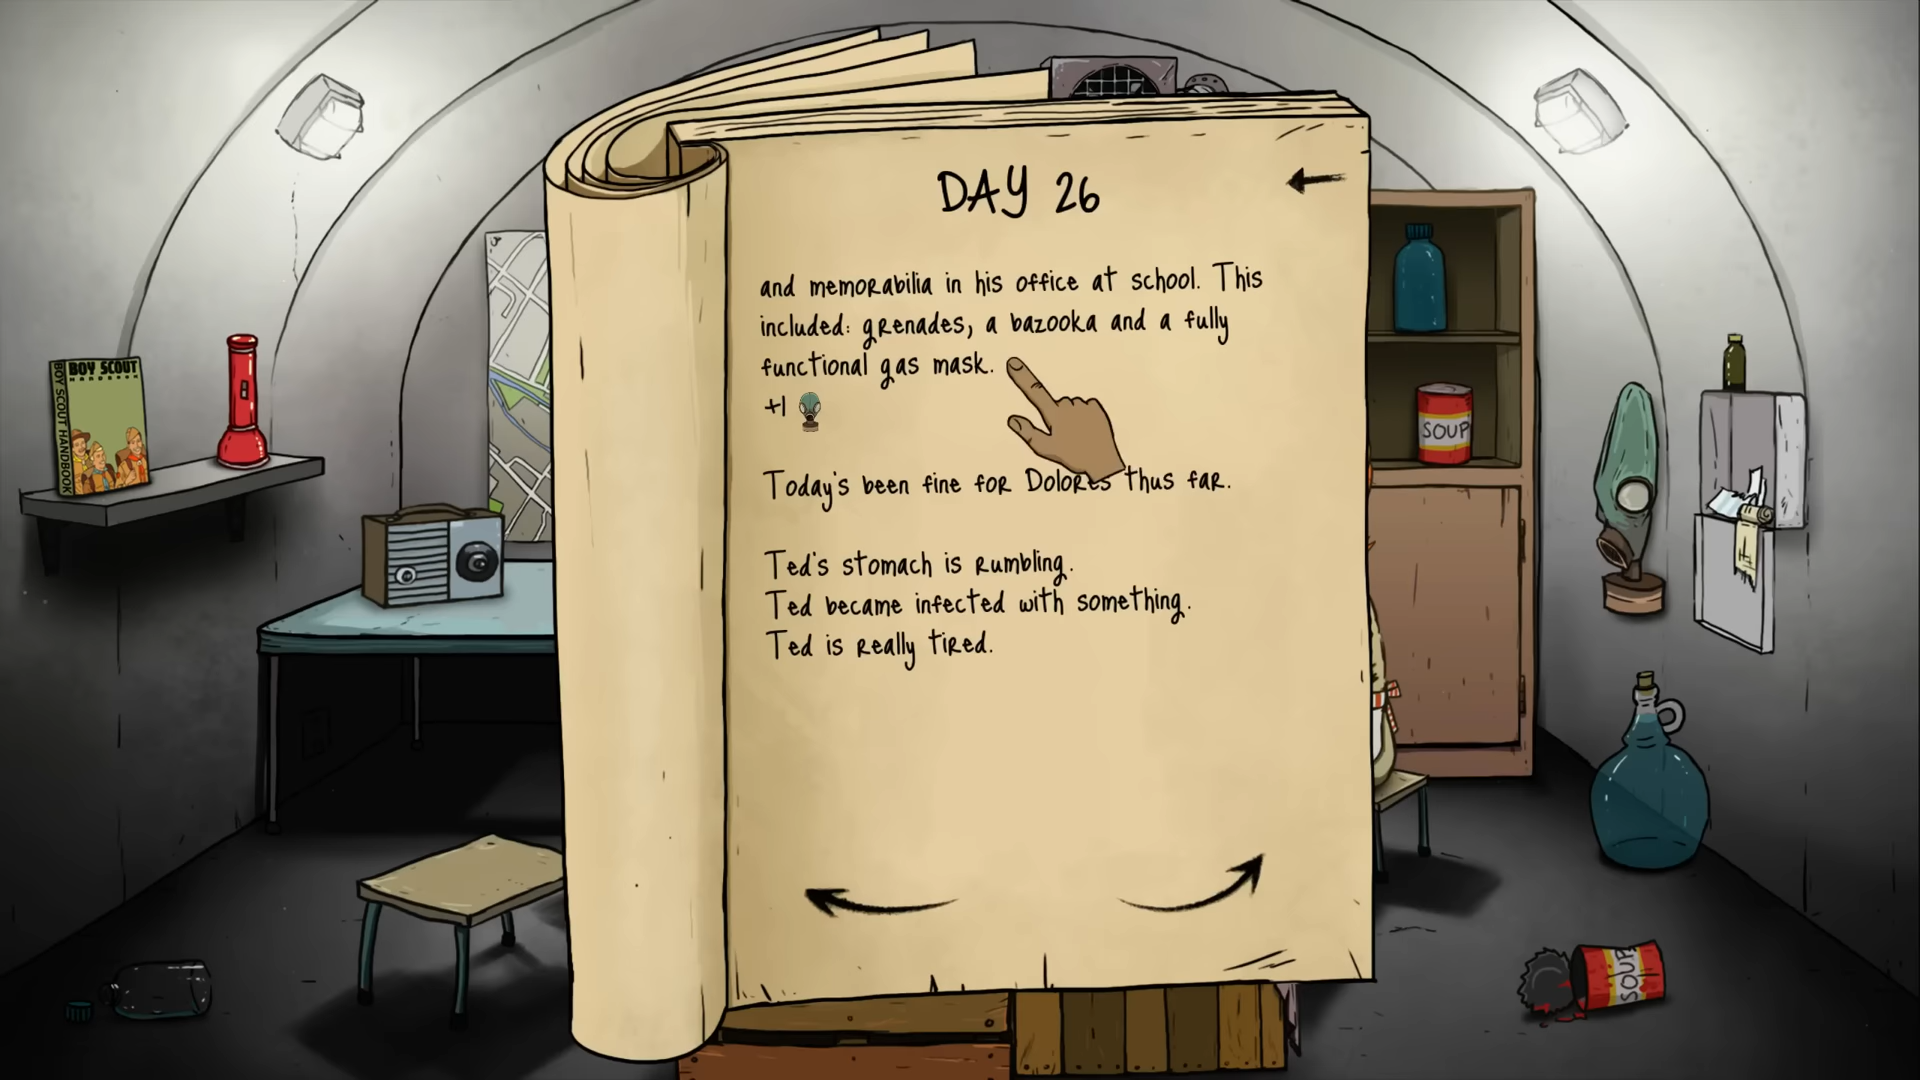 DAY 26
and memorabilia in his office at school. This
included: grenades, a bazooka and a fully
functional gas mask.
+1
Today's been fine for Dolores thus far.
Ted's stomach is rumbling.
Ted became infected with something.
Ted is really tired.
BOY SCOUT
HANDBOOK
BOY SCOUT HANDBOOK
SOUP
SOUP